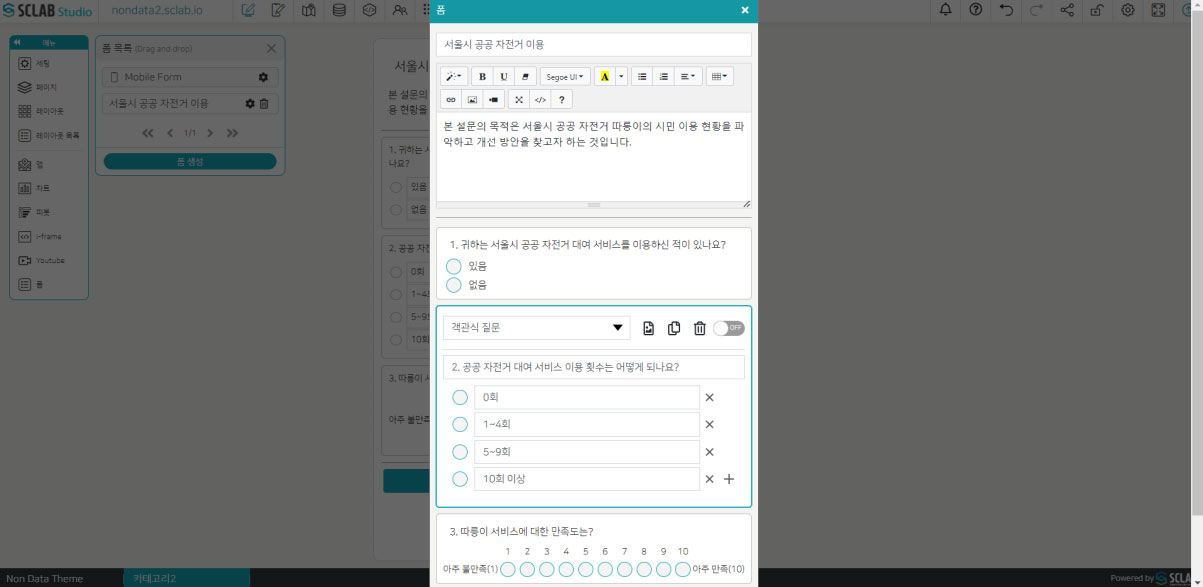 SCLAB Studio
nondata2.sclab.io
메뉴
세팅
페이지
레이아웃
레이아웃 목록
맵
차트
피봇
i-frame
Youtube
폼
폼 목록 (Drag and drop)
Mobile Form
서울시 공공 자전거 이용
1/1
폼 생성
서울시
본 설문의
용 현황을
1. 귀하는
나요?
있음
없음
2. 공공 자전
0회
1~4회
5~9회
10회
3. 따릉이
아주 불만족
폼
서울시 공공 자전거 이용
B U Segoe UI A
</> ?
본 설문의 목적은 서울시 공공 자전거 따릉이의 시민 이용 현황을 파
악하고 개선 방안을 찾고자 하는 것입니다.
1. 귀하는 서울시 공공 자전거 대여 서비스를 이용하신 적이 있나요?
있음
없음
객관식 질문
OFF
2. 공공 자전거 대여 서비스 이용 횟수는 어떻게 되나요?
0회
1~4회
5~9회
10회 이상
3. 따릉이 서비스에 대한 만족도는?
1 2 3 4 5 6 7 8 9 10
아주 불만족(1) 아주 만족(10)
Non Data Theme
카테고리2
Powered by SCLA